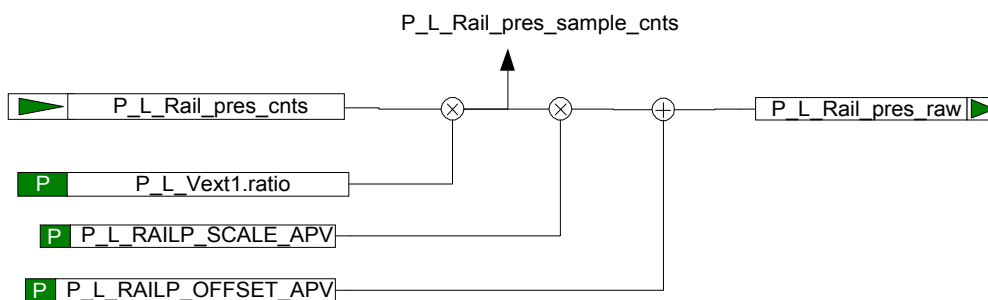 P_L_Rail_pres_sample_cnts
P_L_Rail_pres_cnts
P_L_Rail_pres_raw
P P_L_Vext1.ratio
P P_L_RAILP_SCALE_APV
P P_L_RAILP_OFFSET_APV